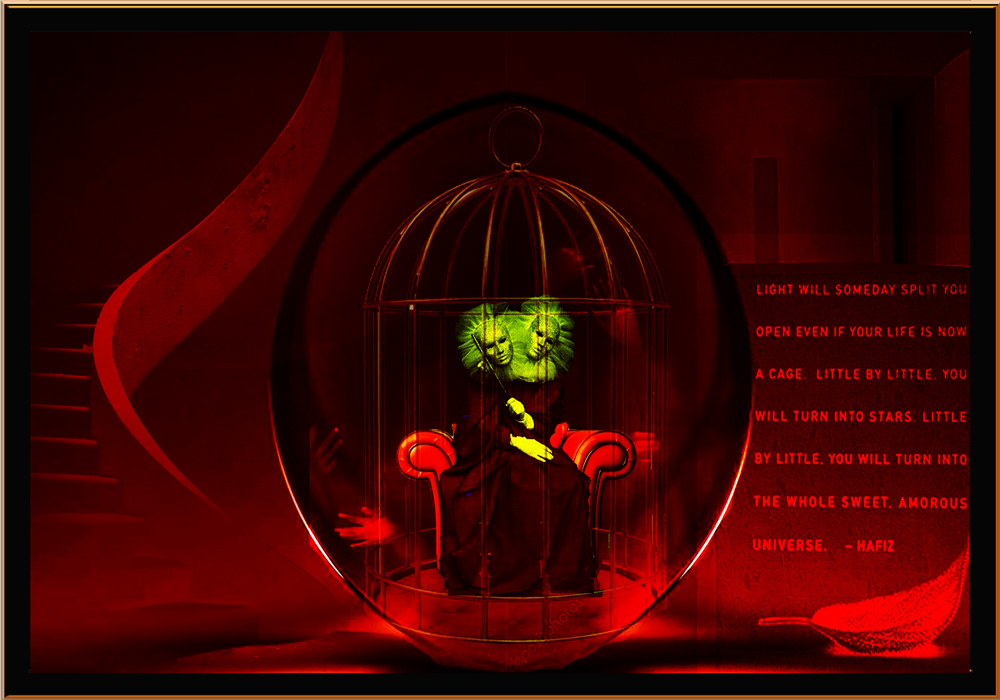 LIGHT WILL SOMEDAY SPLIT YOU
OPEN EVEN IF YOUR LIFE IS NOW
A CAGE. LITTLE BY LITTLE, YOU
WILL TURN INTO STARS. LITTLE
BY LITTLE, YOU WILL TURN INTO
THE WHOLE SWEET, AMOROUS
UNIVERSE. – HAFIZ